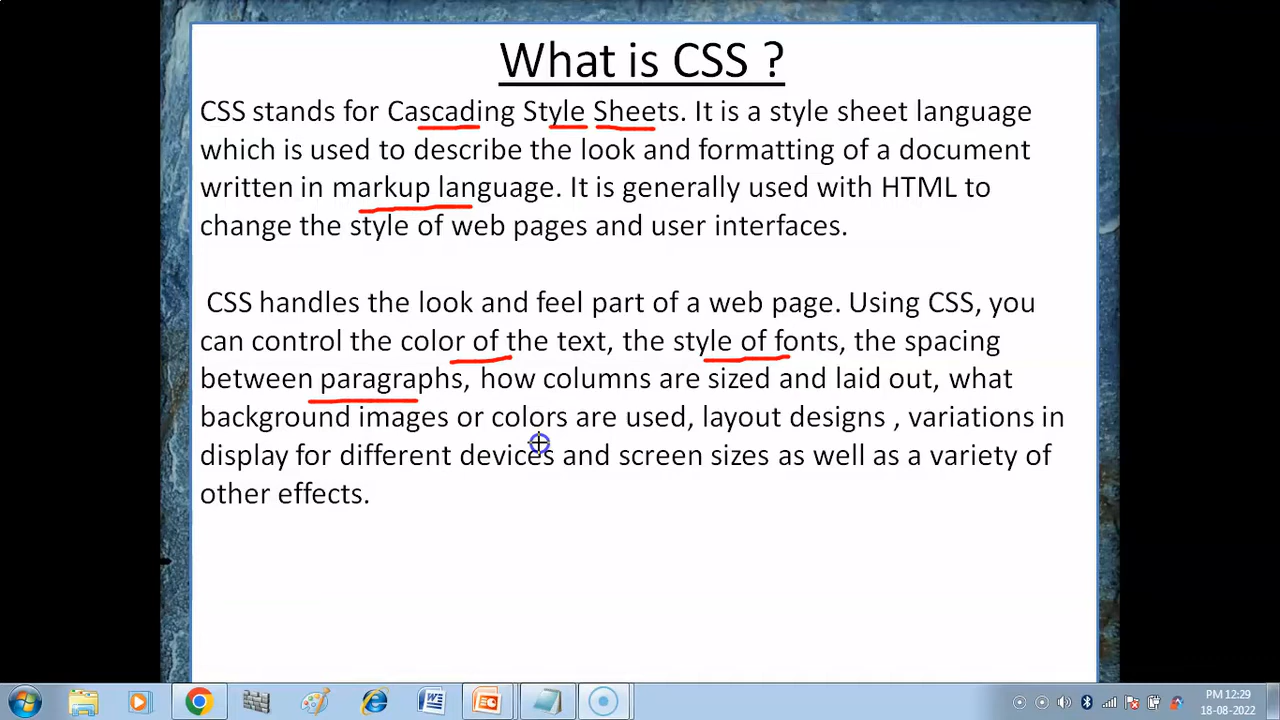 What is CSS ?
CSS stands for Cascading Style Sheets. It is a style sheet language
which is used to describe the look and formatting of a document
written in markup language. It is generally used with HTML to
change the style of web pages and user interfaces.
CSS handles the look and feel part of a web page. Using CSS, you
can control the color of the text, the style of fonts, the spacing
between paragraphs, how columns are sized and laid out, what
background images or colors are used, layout designs , variations in
display for different devices and screen sizes as well as a variety of
other effects.
PM 12:29
18-08-2022